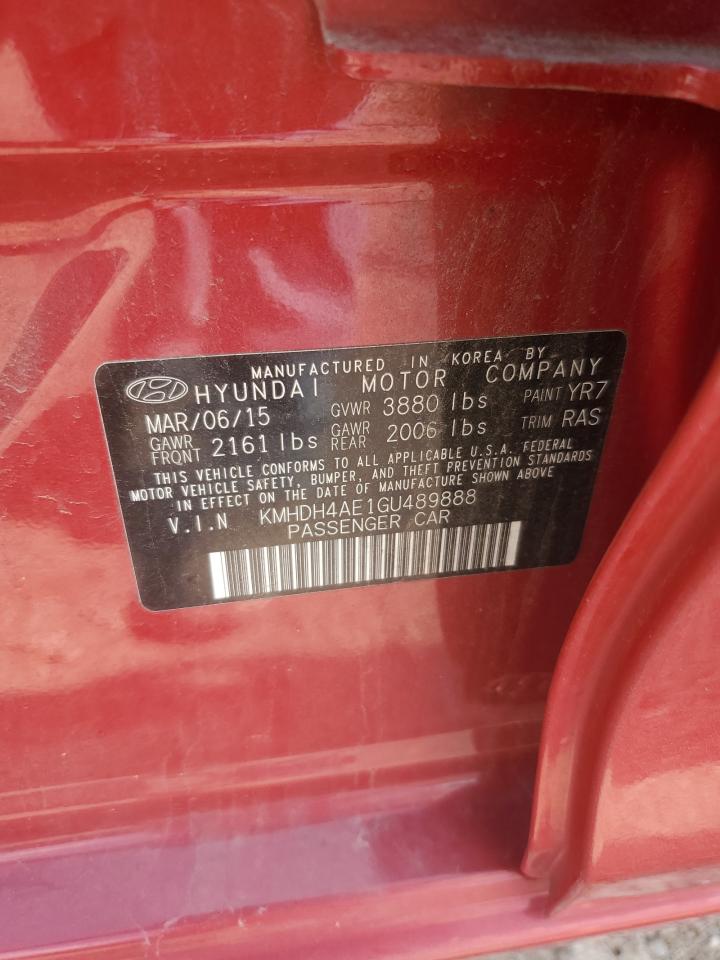 MANUFACTURED IN KOREA BY
HYUNDAI MOTOR COMPANY
MAR/06/15 GVWR 3880 lbs PAINT YR7
GAWR FRONT 2161 lbs GAWR REAR 2006 lbs TRIM RAS
THIS VEHICLE CONFORMS TO ALL APPLICABLE U.S.A. FEDERAL
MOTOR VEHICLE SAFETY, BUMPER, AND THEFT PREVENTION STANDARDS
IN EFFECT ON THE DATE OF MANUFACTURE SHOWN ABOVE
V.I.N KMHDH4AE1GU489888
PASSENGER CAR